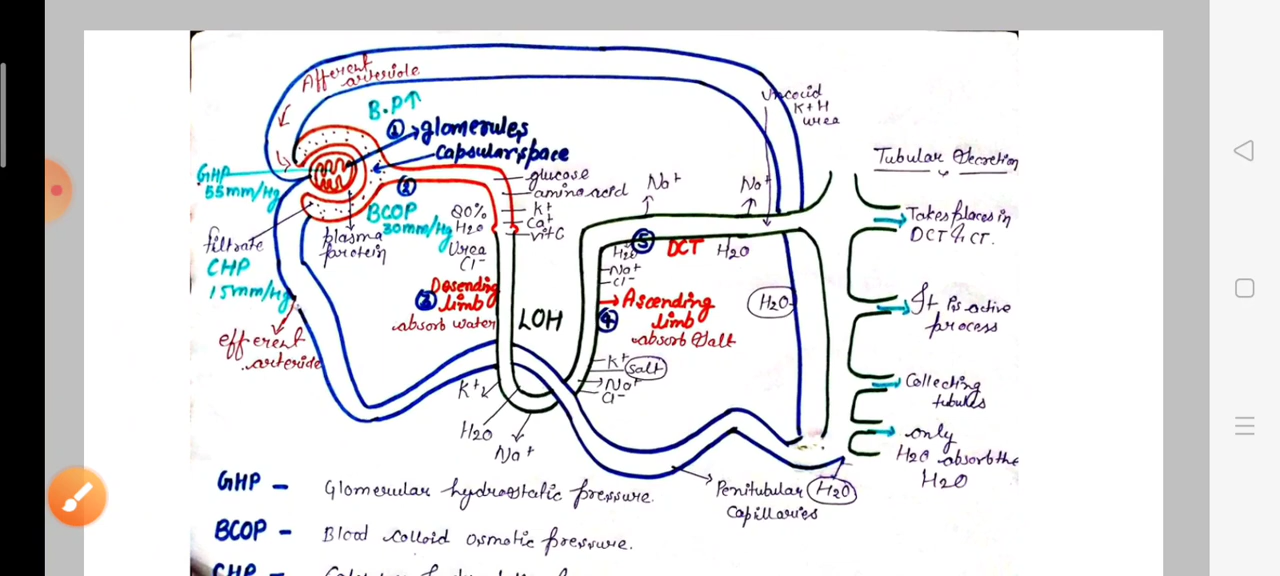 Afferent
arteriole
B.P↑
① → glomerules
Capsular space
GHP
55mm/Hg
②
BCOP
30mm/Hg
filtrate
plasma
protein
CHP
15mm/Hg
efferent
arteriole
glucose
amino acid
K+
Ca+
vit C
80%
H2O
Urea
Cl-
③ Desending
limb
absorb water
LOH
K+
H2O
Na+
Na+
Na+
⑤ DCT H2O
H2O
Na+
Cl-
④ Ascending
limb
absorb Salt
K+ Salt
Na+
Cl-
K+H
urea
H2O
Penitubular H2O
Capillaries
Tubular Secretion
Takes places in
DCT & CT.
It is active
process
Collecting
tubules
only
H2O absorb the
H2O
GHP - Glomerular hydrostatic pressure.
BCOP - Blood Colloid Osmotic pressure.